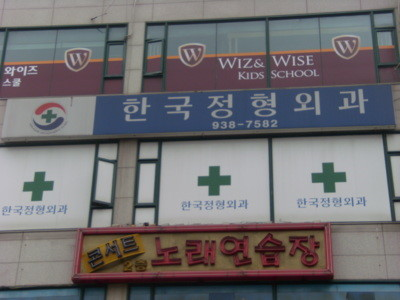 와이즈
스쿨
W
WIZ & WISE
KIDS SCHOOL
W
한국정형외과
938-7582
한국정형외과
한국정형외과
한국정형외과
콘서트
노래연습장